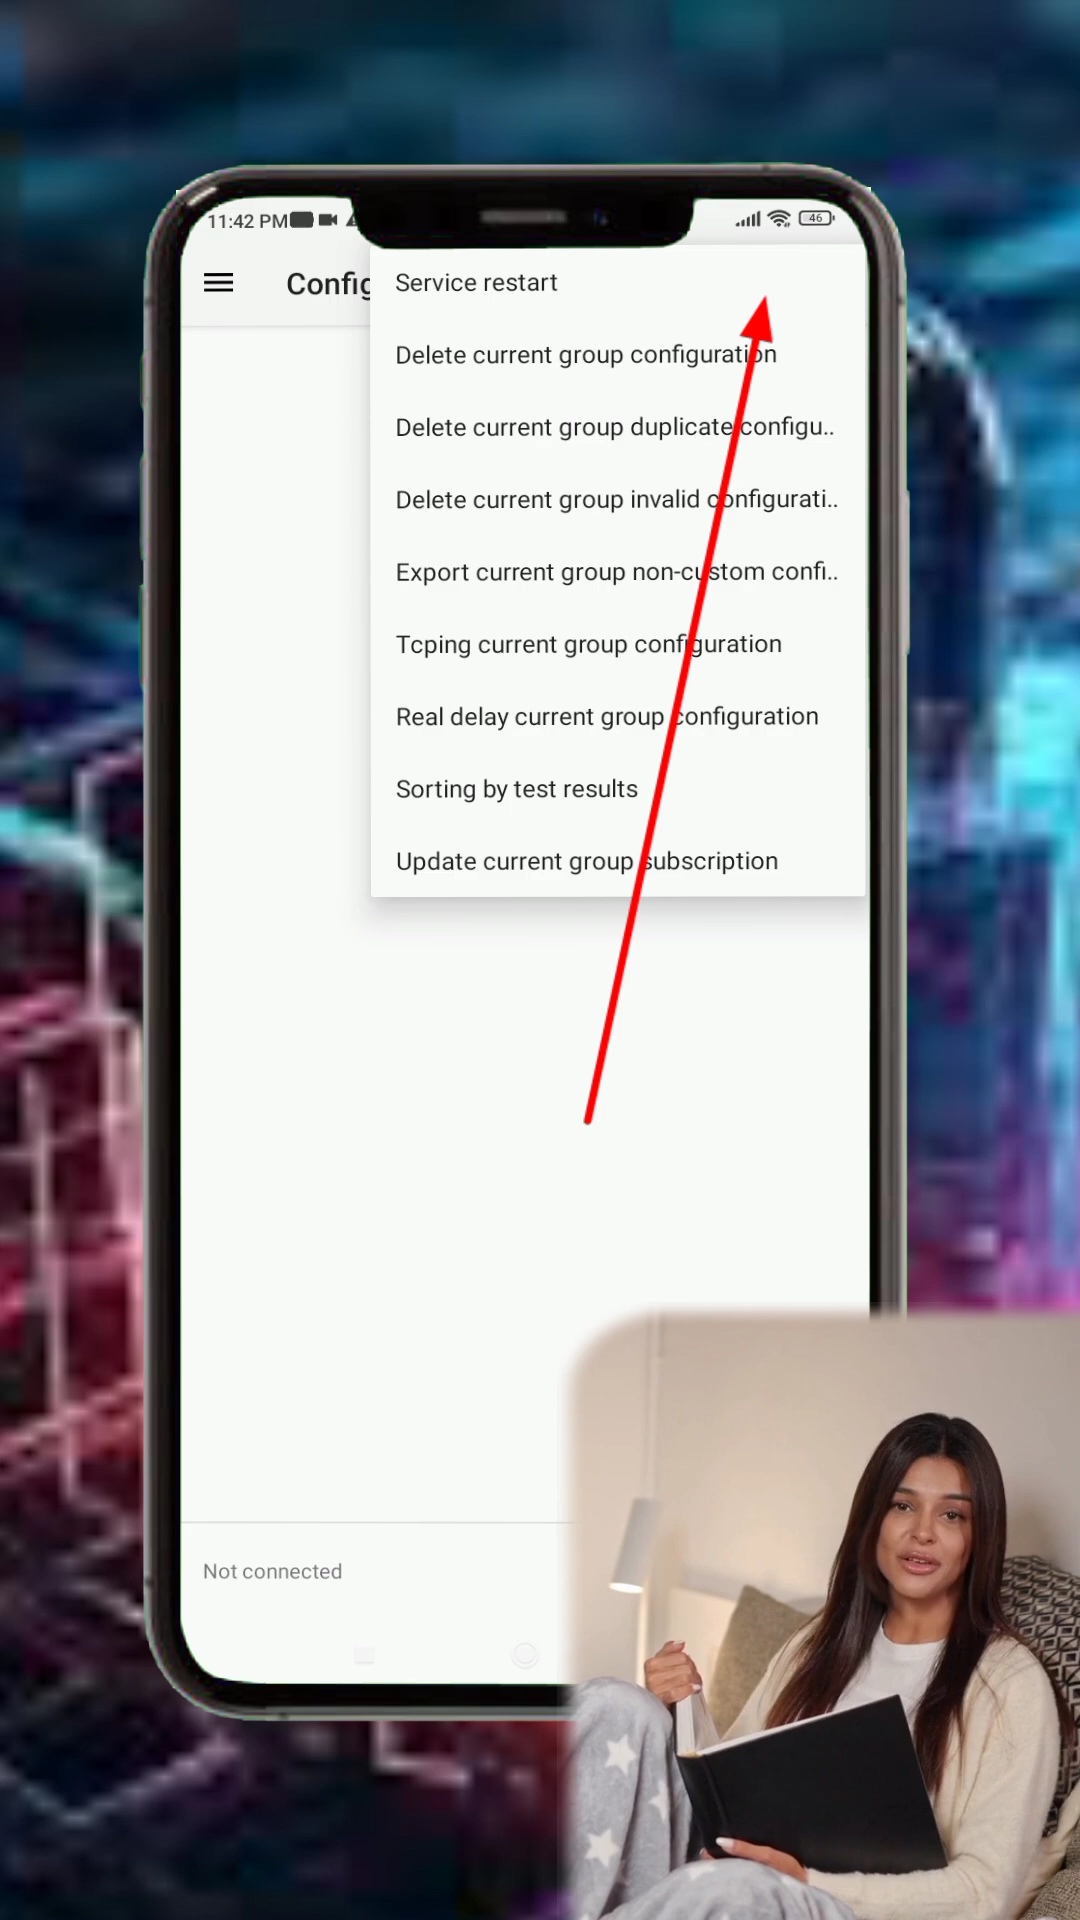 11:42 PM
46
Config
Service restart
Delete current group configuration
Delete current group duplicate configu..
Delete current group invalid configurati..
Export current group non-custom confi..
Tcping current group configuration
Real delay current group configuration
Sorting by test results
Update current group subscription
Not connected